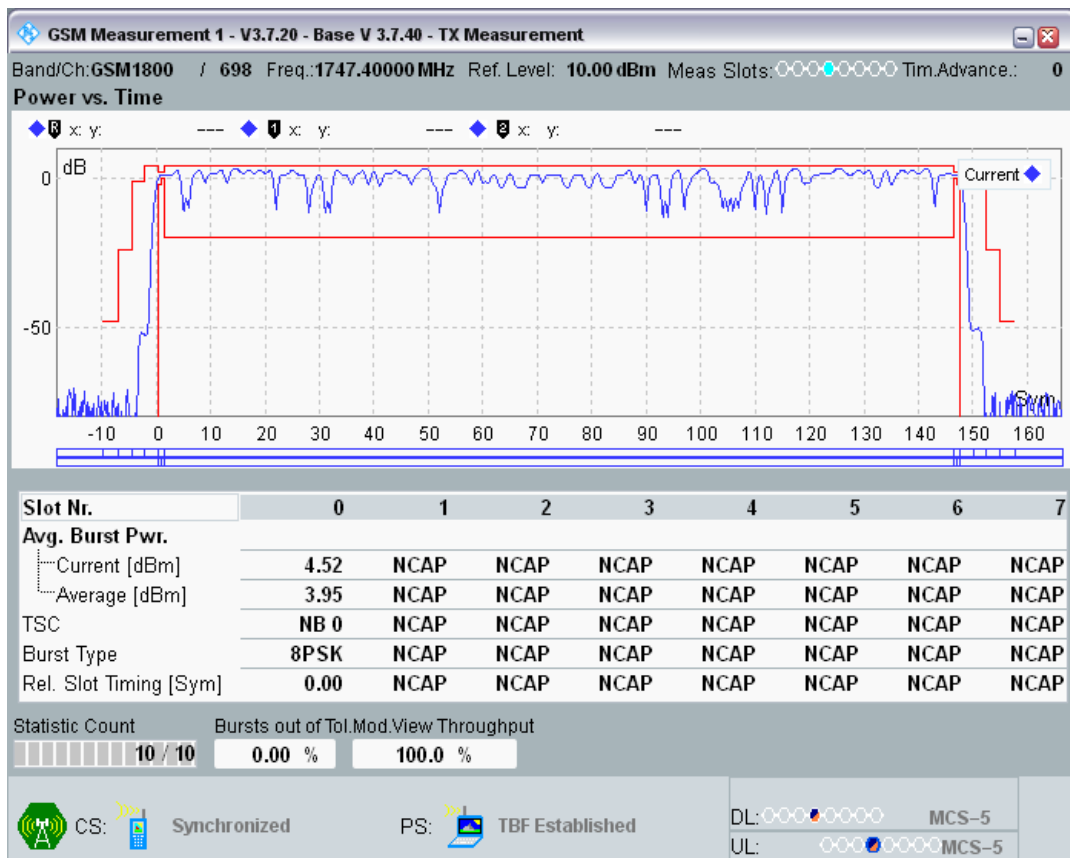 GSM Measurement 1 - V3.7.20 - Base V 3.7.40 - TX Measurement
Band/Ch:GSM1800 / 698 Freq.:1747.40000 MHz Ref. Level: 10.00 dBm Meas Slots: Tim.Advance.: 0
Power vs. Time
R x: y: --- 1 x: y: --- 2 x: y: ---
dB
0
Current
-50
Sym
-10 0 10 20 30 40 50 60 70 80 90 100 110 120 130 140 150 160
Slot Nr. 0 1 2 3 4 5 6 7
Avg. Burst Pwr.
Current [dBm] 4.52 NCAP NCAP NCAP NCAP NCAP NCAP NCAP
Average [dBm] 3.95 NCAP NCAP NCAP NCAP NCAP NCAP NCAP
TSC NB 0 NCAP NCAP NCAP NCAP NCAP NCAP NCAP
Burst Type 8PSK NCAP NCAP NCAP NCAP NCAP NCAP NCAP
Rel. Slot Timing [Sym] 0.00 NCAP NCAP NCAP NCAP NCAP NCAP NCAP
Statistic Count Bursts out of Tol.Mod.View Throughput
10 / 10 0.00 % 100.0 %
CS: Synchronized PS: TBF Established
DL: MCS-5
UL: MCS-5